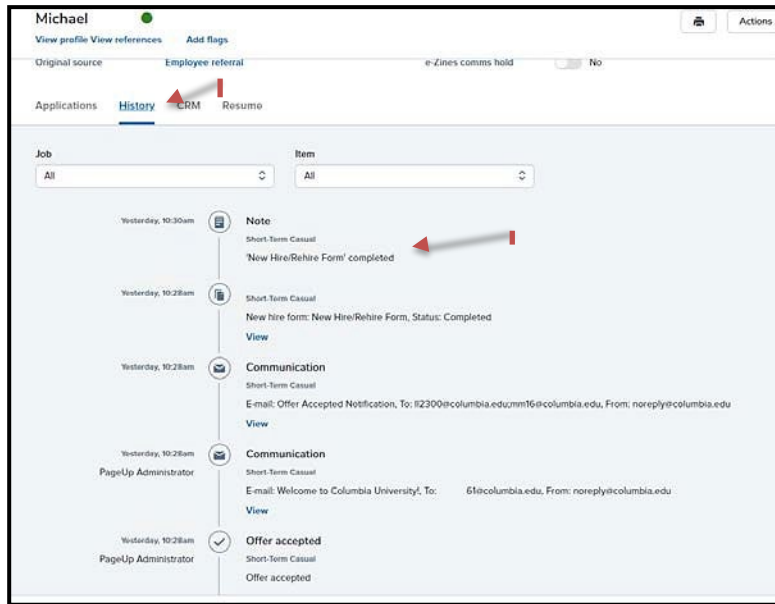 Michael
Actions
View profile View references Add flags
Original source Employee referral e-Zines comms hold No
Applications History CRM Resume
Job Item
All All
Yesterday, 10:30am Note
Short-Term Casual
'New Hire/Rehire Form' completed
Yesterday, 10:28am
Short-Term Casual
New hire form: New Hire/Rehire Form, Status: Completed
View
Yesterday, 10:28am Communication
Short-Term Casual
E-mail: Offer Accepted Notification, To: ll2300@columbia.edu;mm16@columbia.edu, From: noreply@columbia.edu
View
Yesterday, 10:28am Communication
PageUp Administrator Short-Term Casual
E-mail: Welcome to Columbia University!, To: 61@columbia.edu, From: noreply@columbia.edu
View
Yesterday, 10:28am Offer accepted
PageUp Administrator Short-Term Casual
Offer accepted